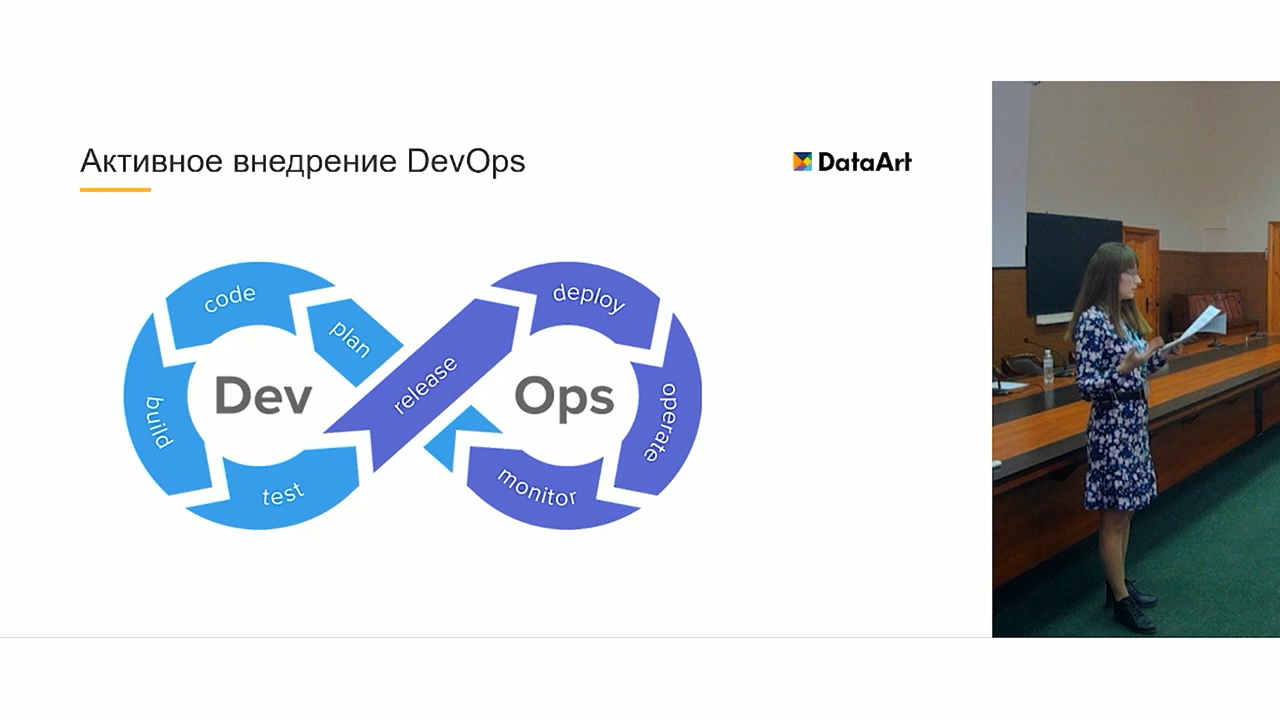 Активное внедрение DevOps
DataArt
code
plan
build
Dev
test
release
deploy
Ops
operate
monitor